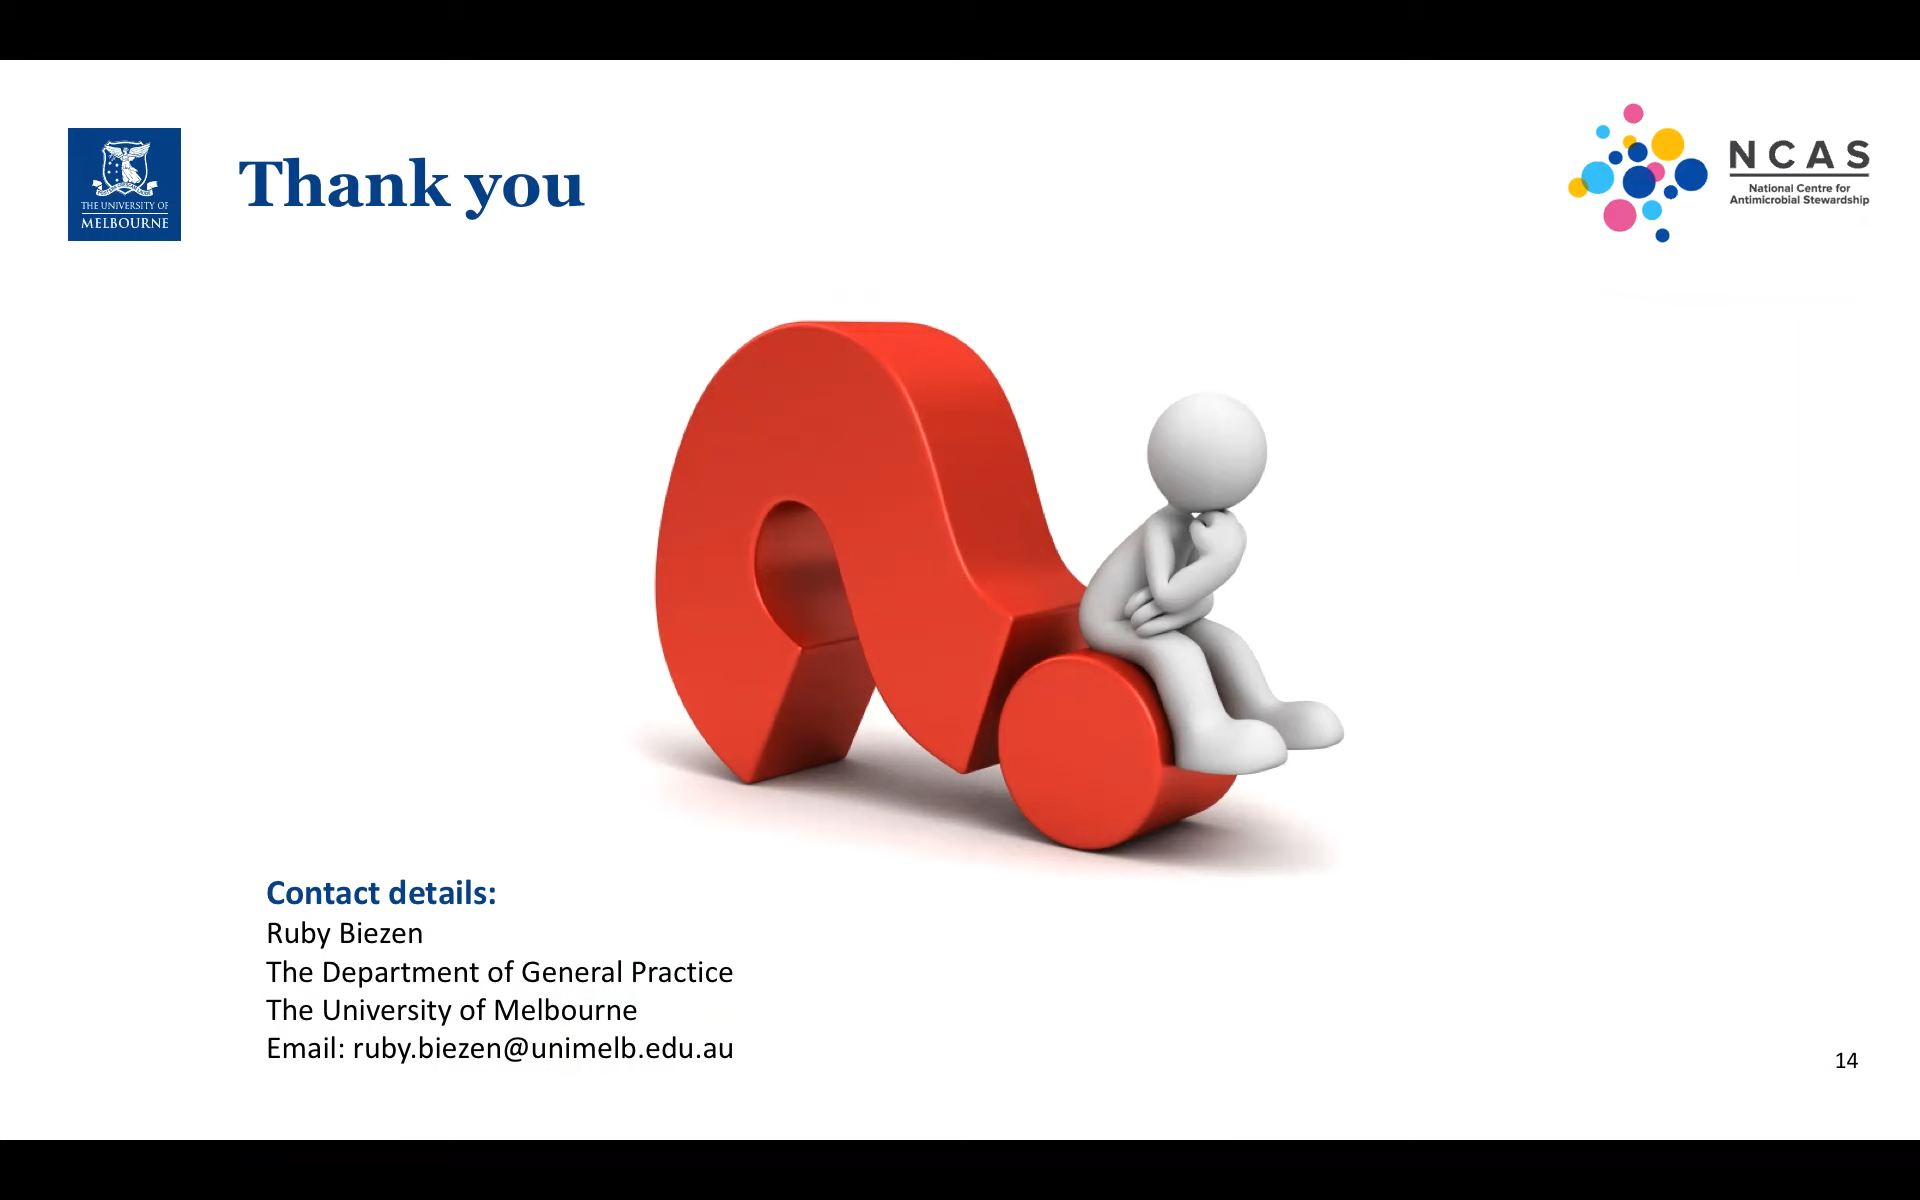 THE UNIVERSITY OF
MELBOURNE
Thank you
NCAS
National Centre for
Antimicrobial Stewardship
Contact details:
Ruby Biezen
The Department of General Practice
The University of Melbourne
Email: ruby.biezen@unimelb.edu.au
14